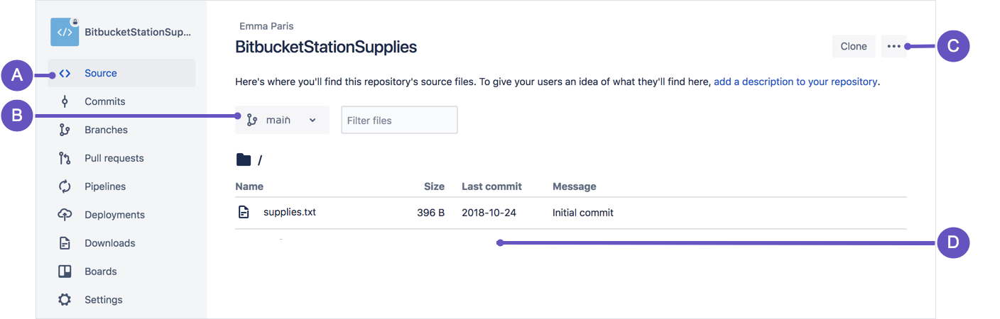 BitbucketStationSup...
Source
Commits
Branches
Pull requests
Pipelines
Deployments
Downloads
Boards
Settings
Emma Paris
BitbucketStationSupplies
Clone
Here's where you'll find this repository's source files. To give your users an idea of what they'll find here, add a description to your repository.
main
Filter files
/
Name Size Last commit Message
supplies.txt 396 B 2018-10-24 Initial commit
A
B
C
D